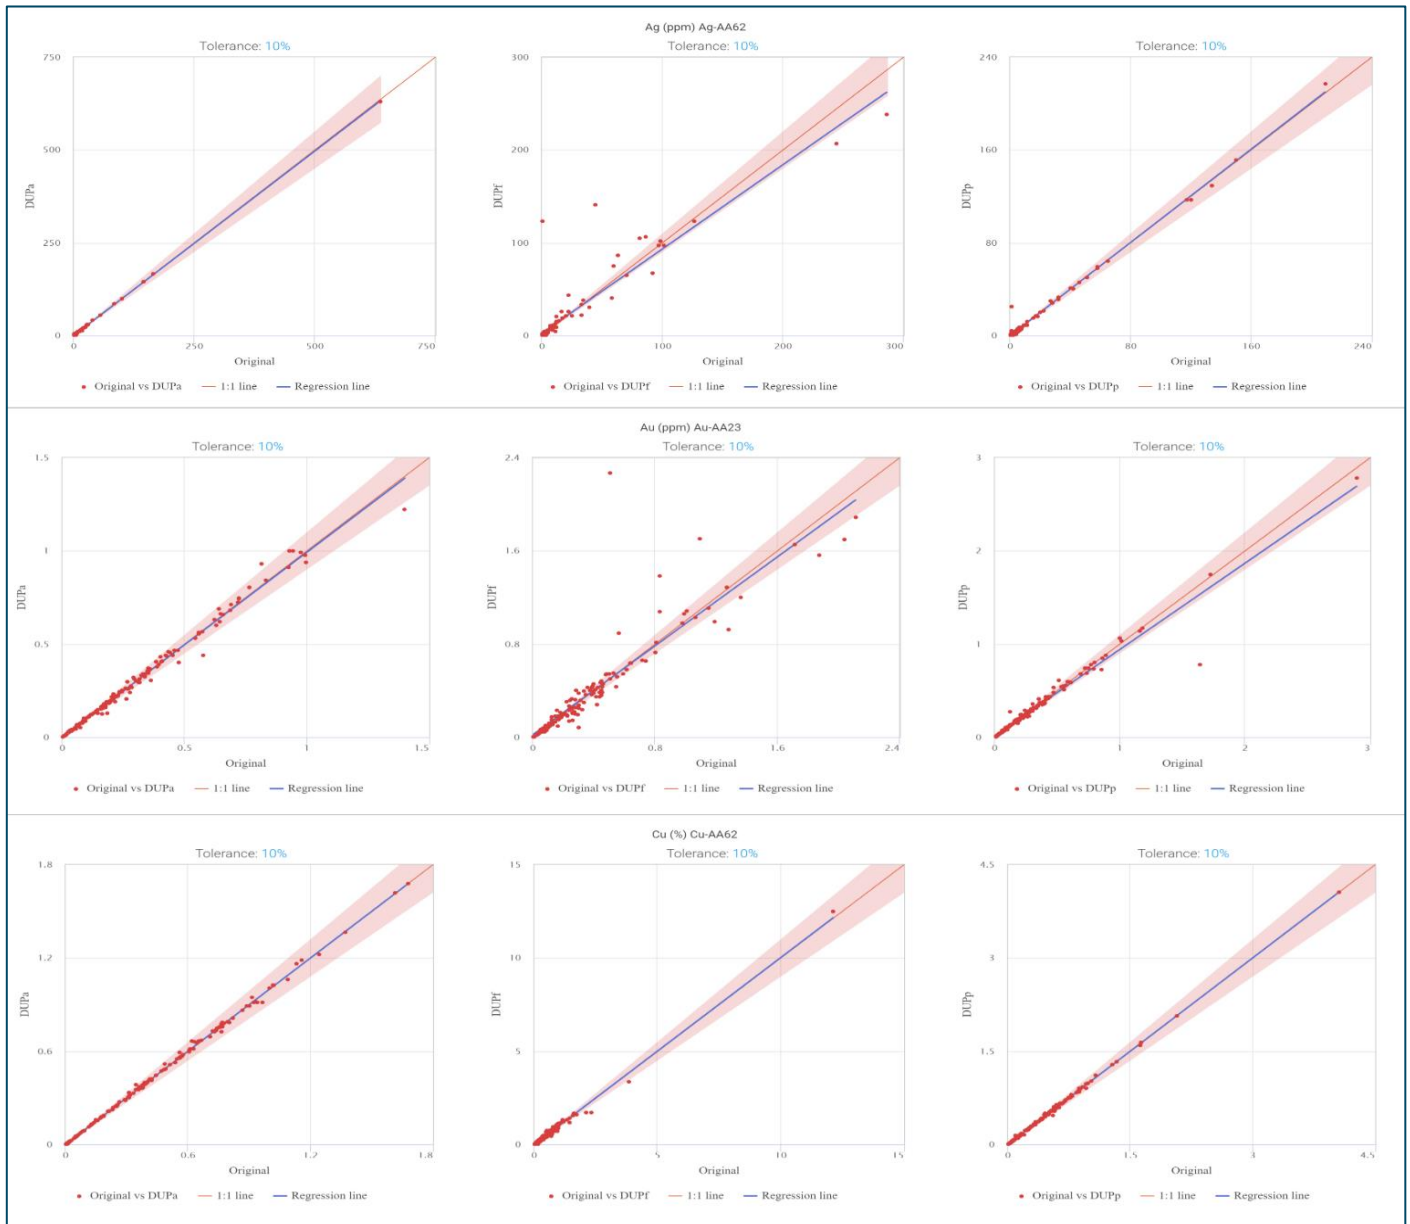 Ag (ppm) Ag-AA62
Tolerance: 10%
750
500
250
0
0
250
500
750
DUPa
Original
Original vs DUPa
1:1 line
Regression line
Tolerance: 10%
300
200
100
0
0
100
200
300
DUPf
Original
Original vs DUPf
1:1 line
Regression line
Tolerance: 10%
240
160
80
0
0
80
160
240
DUPp
Original
Original vs DUPp
1:1 line
Regression line
Au (ppm) Au-AA23
Tolerance: 10%
1.5
1
0.5
0
0
0.5
1
1.5
DUPa
Original
Original vs DUPa
1:1 line
Regression line
Tolerance: 10%
2.4
1.6
0.8
0
0
0.8
1.6
2.4
DUPf
Original
Original vs DUPf
1:1 line
Regression line
Tolerance: 10%
3
2
1
0
0
1
2
3
DUPp
Original
Original vs DUPp
1:1 line
Regression line
Cu (%) Cu-AA62
Tolerance: 10%
1.8
1.2
0.6
0
0
0.6
1.2
1.8
DUPa
Original
Original vs DUPa
1:1 line
Regression line
Tolerance: 10%
15
10
5
0
0
5
10
15
DUPf
Original
Original vs DUPf
1:1 line
Regression line
Tolerance: 10%
4.5
3
1.5
0
0
1.5
3
4.5
DUPp
Original
Original vs DUPp
1:1 line
Regression line